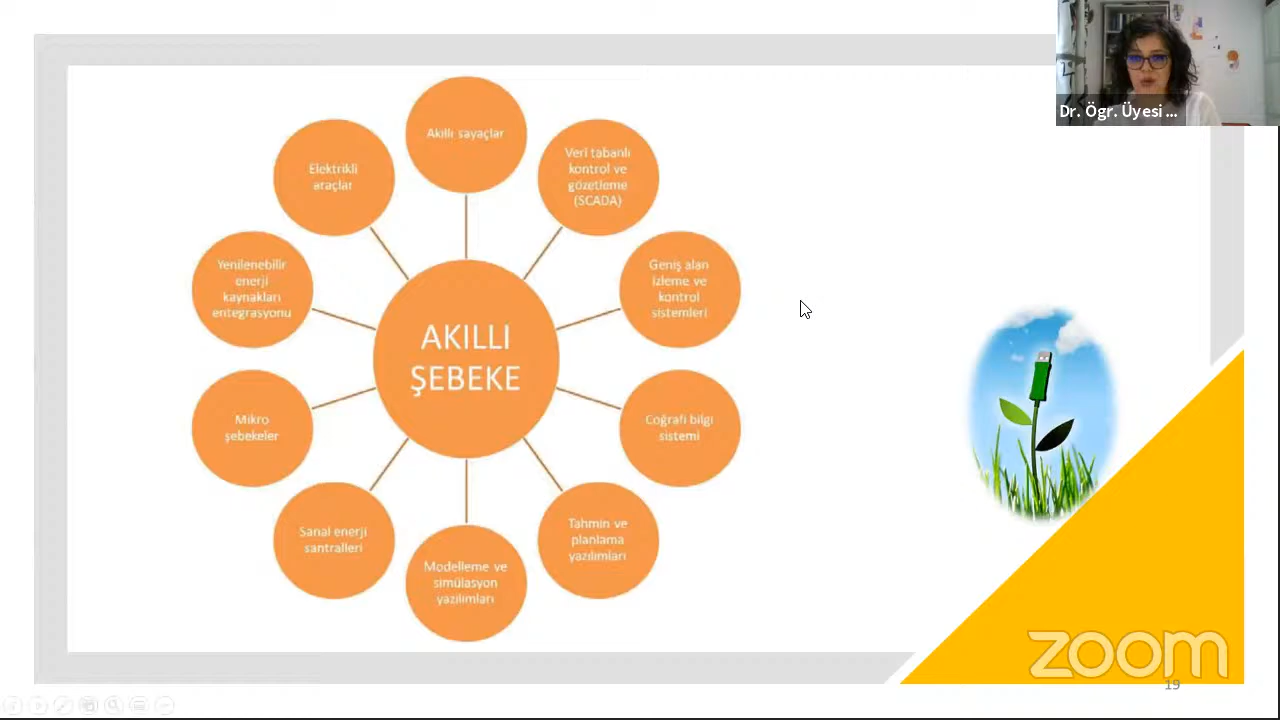 Dr. Ögr. Üyesi ...
Akıllı sayaçlar
Veri tabanlı
kontrol ve
gözetleme
(SCADA)
Geniş alan
izleme ve
kontrol
sistemleri
Coğrafi bilgi
sistemi
Tahmin ve
planlama
yazılımları
Modelleme ve
simülasyon
yazılımları
Sanal enerji
santralleri
Mikro
şebekeler
Yenilenebilir
enerji
kaynakları
entegrasyonu
Elektrikli
araçlar
AKILLI
ŞEBEKE
zoom
19